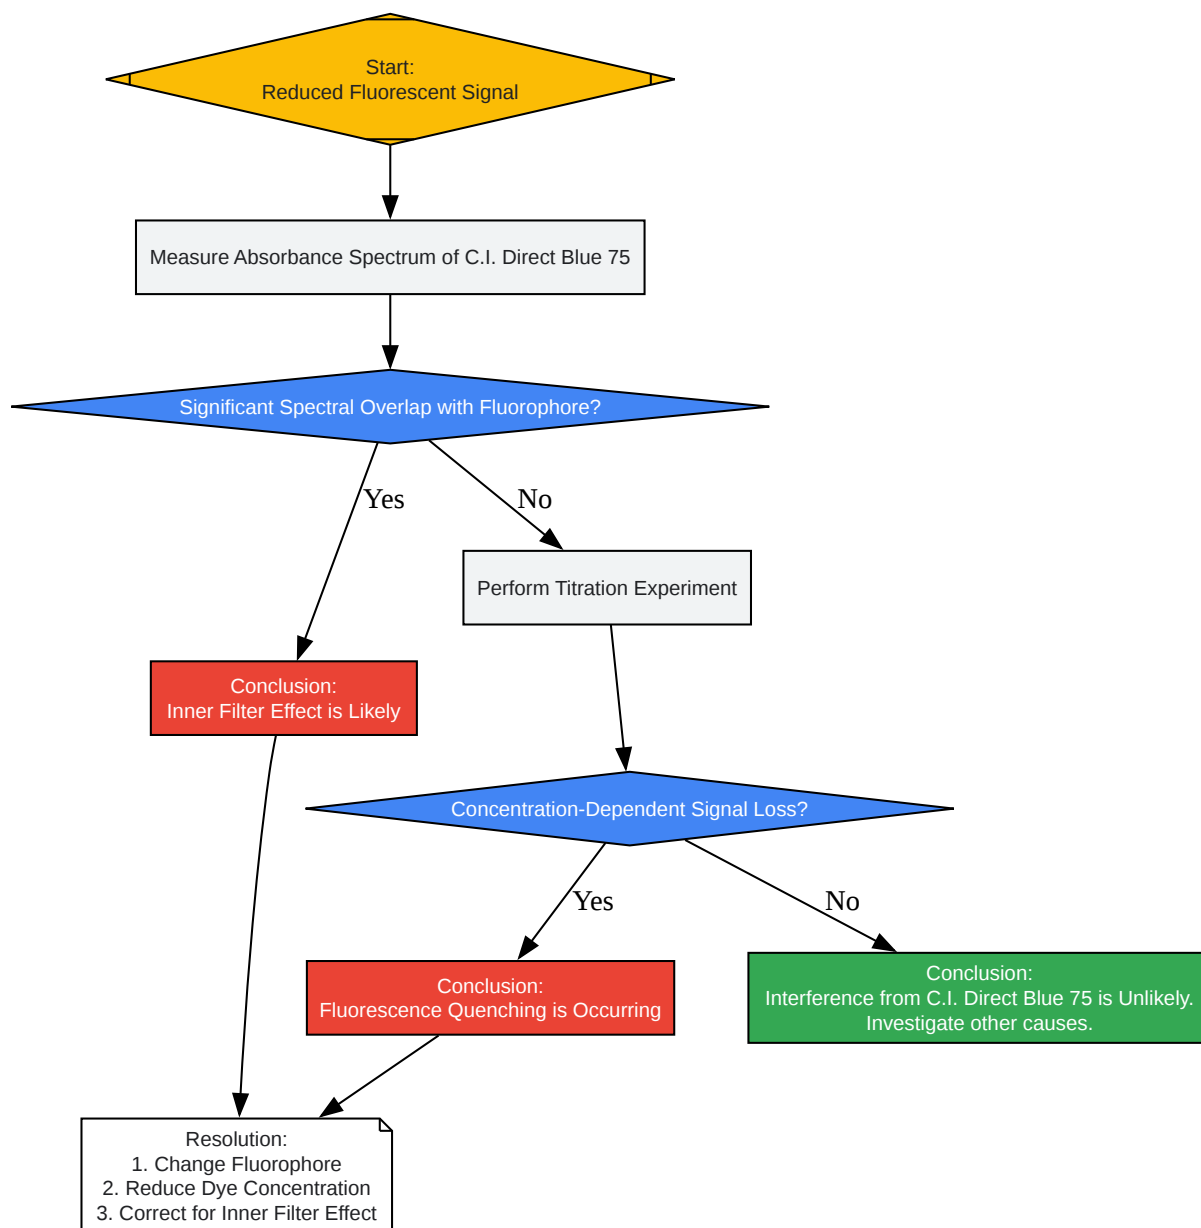 Start:
Reduced Fluorescent Signal
Measure Absorbance Spectrum of C.I. Direct Blue 75
Significant Spectral Overlap with Fluorophore?
Yes
No
Perform Titration Experiment
Conclusion:
Inner Filter Effect is Likely
Concentration-Dependent Signal Loss?
Yes
No
Conclusion:
Fluorescence Quenching is Occurring
Conclusion:
Interference from C.I. Direct Blue 75 is Unlikely.
Investigate other causes.
Resolution:
1. Change Fluorophore
2. Reduce Dye Concentration
3. Correct for Inner Filter Effect